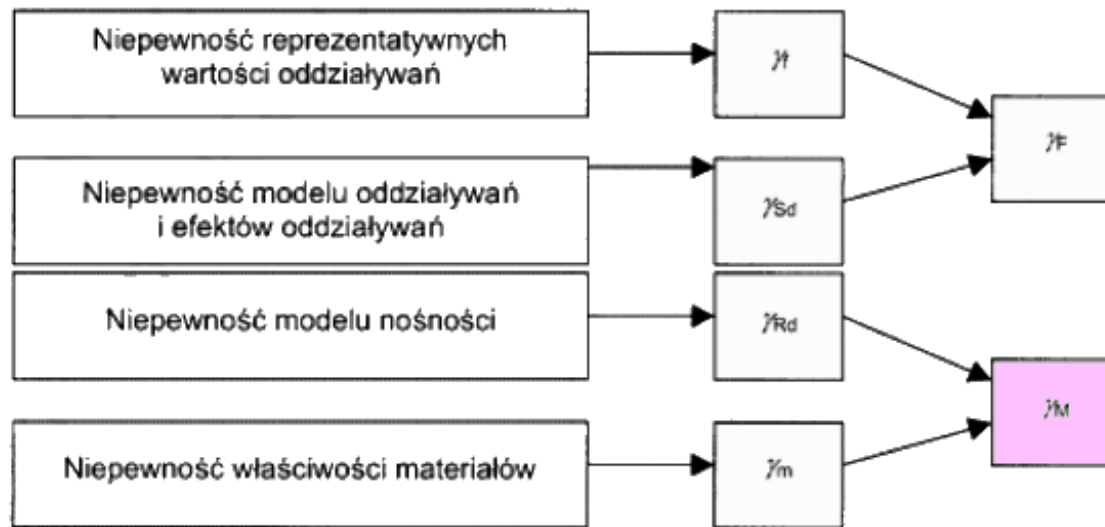 Niepewność reprezentatywnych
wartości oddziaływań
γf
γF
Niepewność modelu oddziaływań
i efektów oddziaływań
γSd
Niepewność modelu nośności
γRd
γM
Niepewność właściwości materiałów
γm